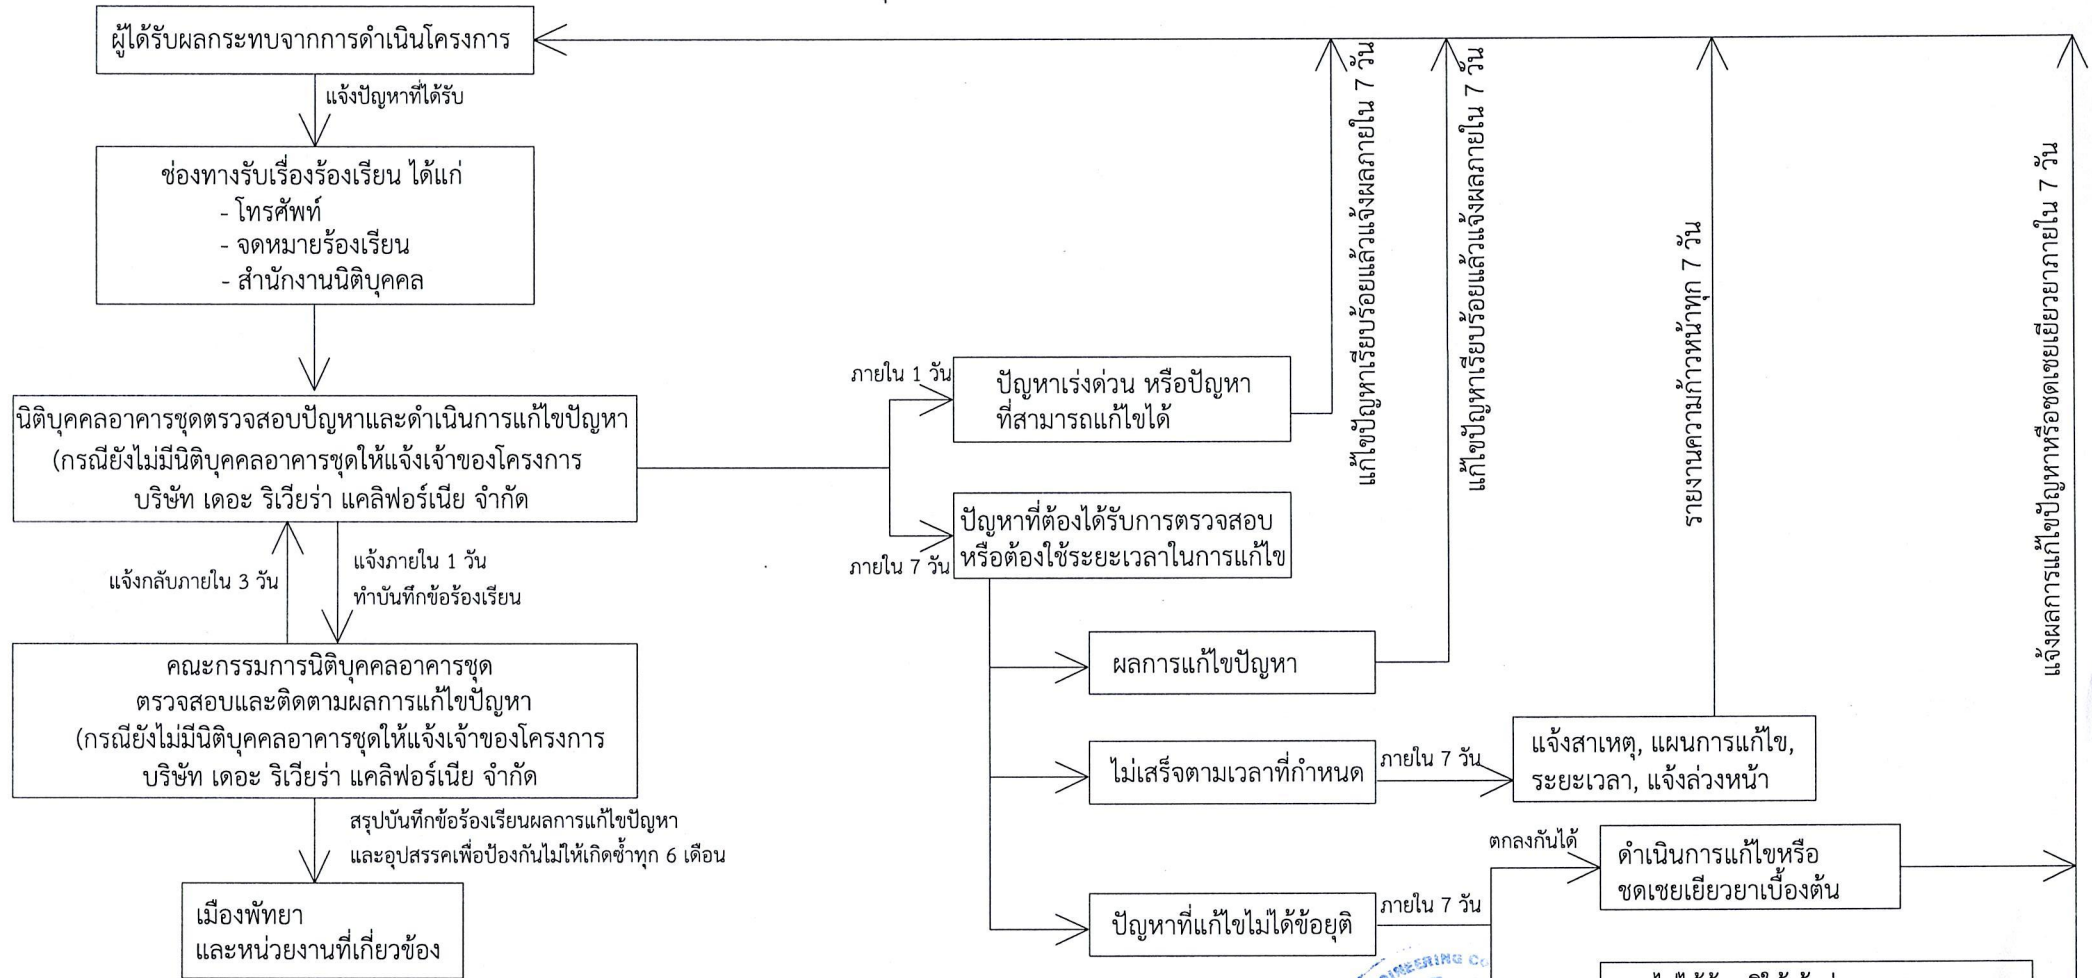 ผู้ได้รับผลกระทบจากการดำเนินโครงการ
แจ้งปัญหาที่ได้รับ
ช่องทางรับเรื่องร้องเรียน ได้แก่
- โทรศัพท์
- จดหมายร้องเรียน
- สำนักงานนิติบุคคล
นิติบุคคลอาคารชุดตรวจสอบปัญหาและดำเนินการแก้ไขปัญหา
(กรณียังไม่มีนิติบุคคลอาคารชุดให้แจ้งเจ้าของโครงการ
บริษัท เดอะ ริเวียร่า แคลิฟอร์เนีย จำกัด
แจ้งกลับภายใน 3 วัน
แจ้งภายใน 1 วัน
ทำบันทึกข้อร้องเรียน
คณะกรรมการนิติบุคคลอาคารชุด
ตรวจสอบและติดตามผลการแก้ไขปัญหา
(กรณียังไม่มีนิติบุคคลอาคารชุดให้แจ้งเจ้าของโครงการ
บริษัท เดอะ ริเวียร่า แคลิฟอร์เนีย จำกัด
สรุปบันทึกข้อร้องเรียนผลการแก้ไขปัญหา
และอุปสรรคเพื่อป้องกันไม่ให้เกิดซ้ำทุก 6 เดือน
เมืองพัทยา
และหน่วยงานที่เกี่ยวข้อง
ภายใน 1 วัน
ปัญหาเร่งด่วน หรือปัญหา
ที่สามารถแก้ไขได้
แก้ไขปัญหาเรียบร้อยแล้วแจ้งผลภายใน 7 วัน
ภายใน 7 วัน
ปัญหาที่ต้องได้รับการตรวจสอบ
หรือต้องใช้ระยะเวลาในการแก้ไข
ผลการแก้ไขปัญหา
แก้ไขปัญหาเรียบร้อยแล้วแจ้งผลภายใน 7 วัน
ไม่เสร็จตามเวลาที่กำหนด
ภายใน 7 วัน
แจ้งสาเหตุ, แผนการแก้ไข,
ระยะเวลา, แจ้งล่วงหน้า
รายงานความก้าวหน้าทุก 7 วัน
ปัญหาที่แก้ไขไม่ได้ข้อยุติ
ภายใน 7 วัน
ตกลงกันได้
ดำเนินการแก้ไขหรือ
ชดเชยเยียวยาเบื้องต้น
แจ้งผลการแก้ไขปัญหาหรือชดเชยเยียวยาภายใน 7 วัน